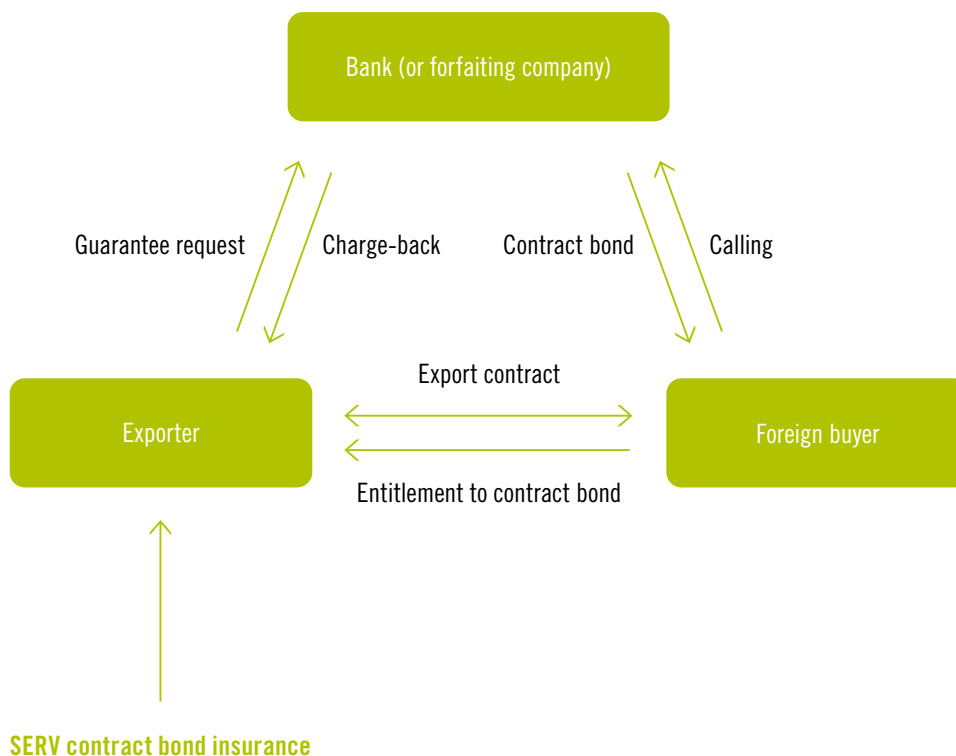 Bank (or forfaiting company)
Guarantee request
Charge-back
Contract bond
Calling
Export contract
Exporter
Foreign buyer
Entitlement to contract bond
SERV contract bond insurance